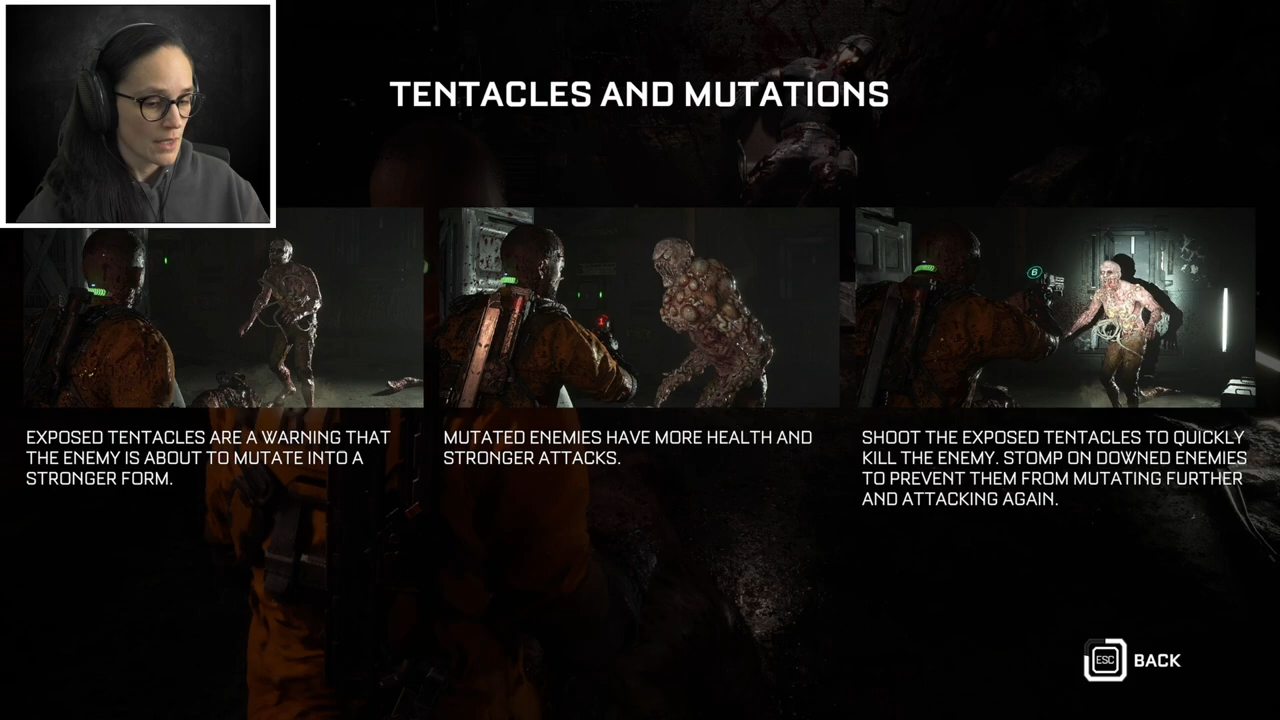 TENTACLES AND MUTATIONS
EXPOSED TENTACLES ARE A WARNING THAT
THE ENEMY IS ABOUT TO MUTATE INTO A
STRONGER FORM.
MUTATED ENEMIES HAVE MORE HEALTH AND
STRONGER ATTACKS.
6
SHOOT THE EXPOSED TENTACLES TO QUICKLY
KILL THE ENEMY. STOMP ON DOWNED ENEMIES
TO PREVENT THEM FROM MUTATING FURTHER
AND ATTACKING AGAIN.
ESC BACK